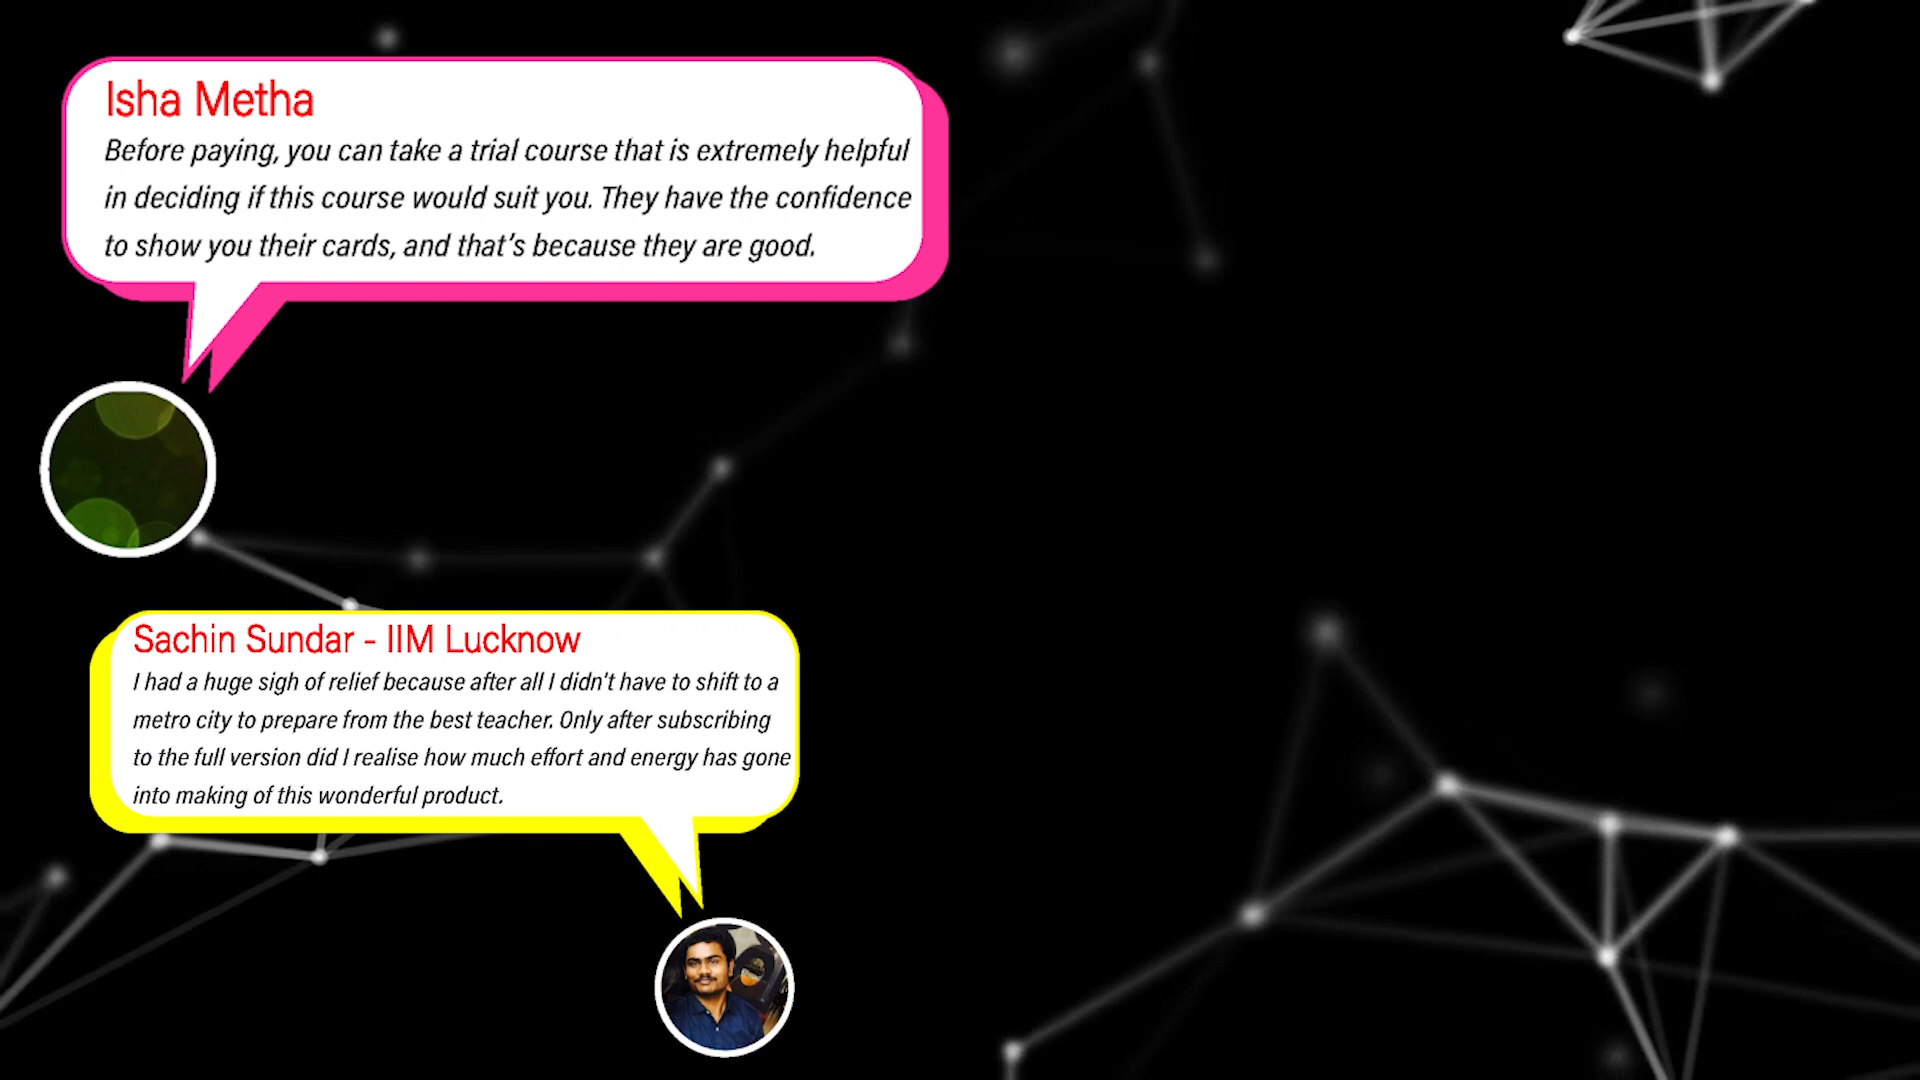 Isha Metha
Before paying, you can take a trial course that is extremely helpful
in deciding if this course would suit you. They have the confidence
to show you their cards, and that's because they are good.
Sachin Sundar - IIM Lucknow
I had a huge sigh of relief because after all I didn't have to shift to a
metro city to prepare from the best teacher. Only after subscribing
to the full version did I realise how much effort and energy has gone
into making of this wonderful product.